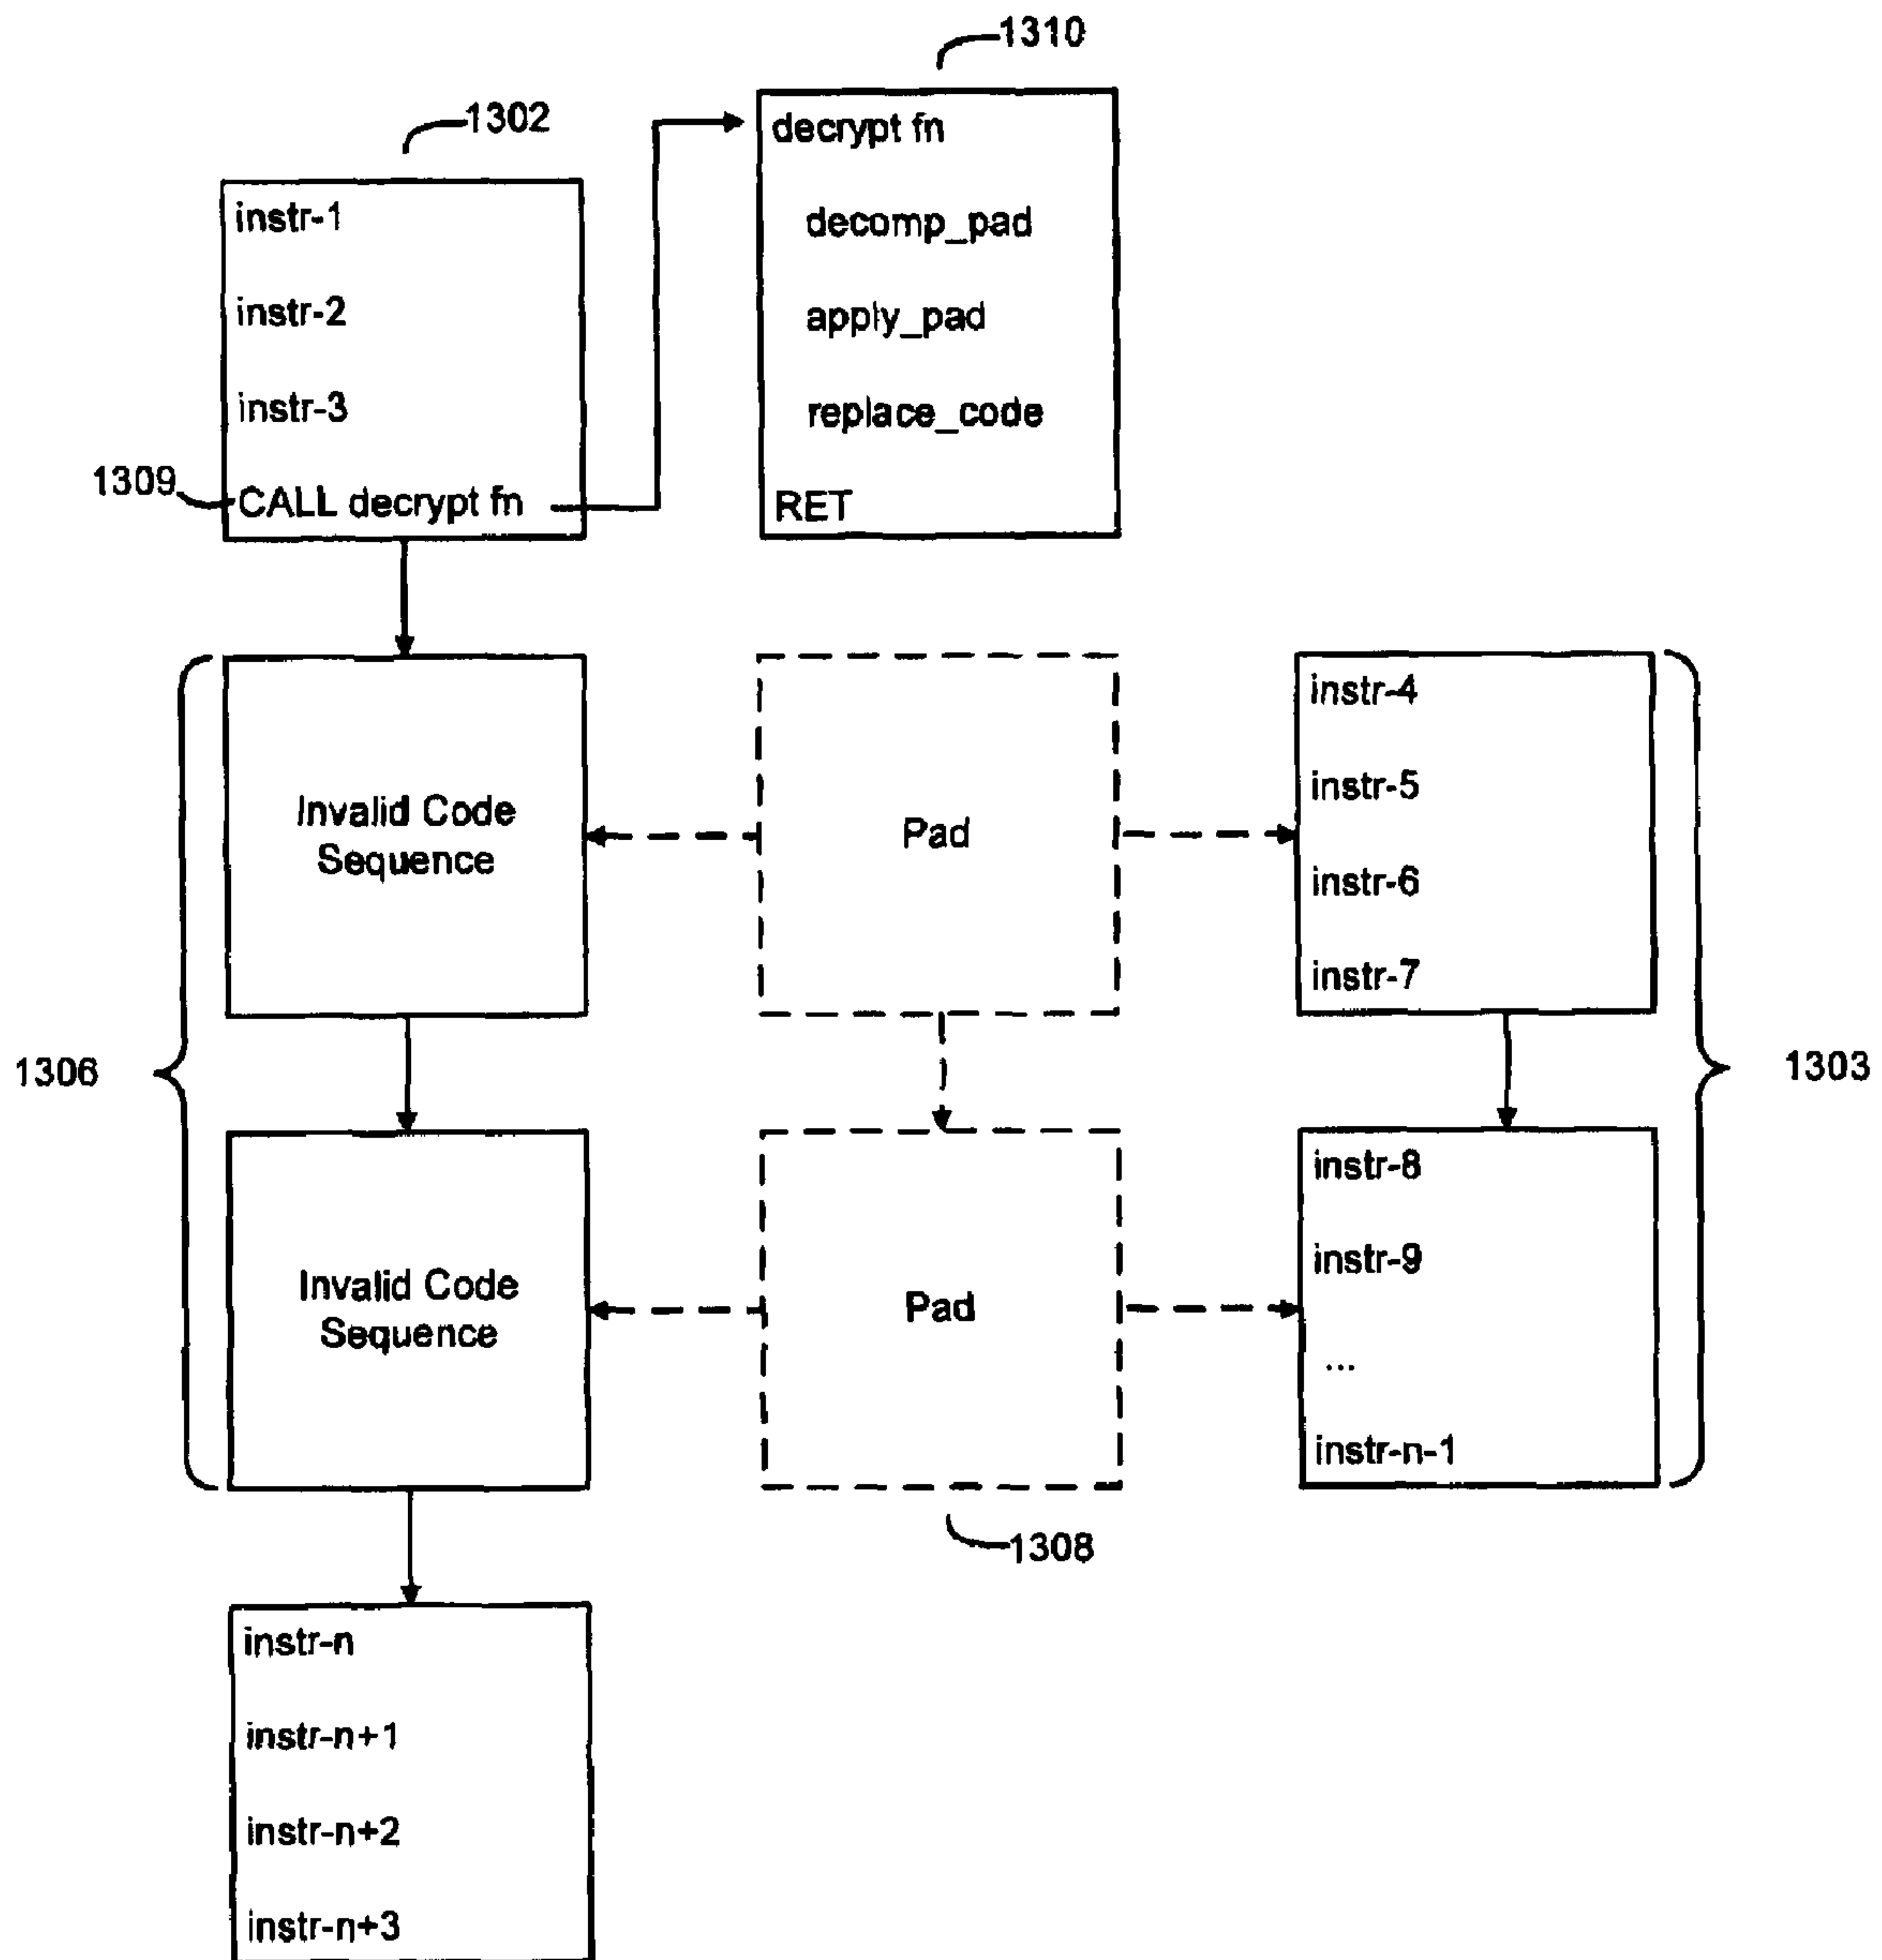 1310
1302
decrypt fn
decomp_pad
apply_pad
replace_code
RET
instr-1
instr-2
instr-3
1309
CALL decrypt fn
Invalid Code
Sequence
Pad
instr-4
instr-5
instr-6
instr-7
1306
1303
Invalid Code
Sequence
Pad
instr-8
instr-9
...
instr-n-1
1308
instr-n
instr-n+1
instr-n+2
instr-n+3